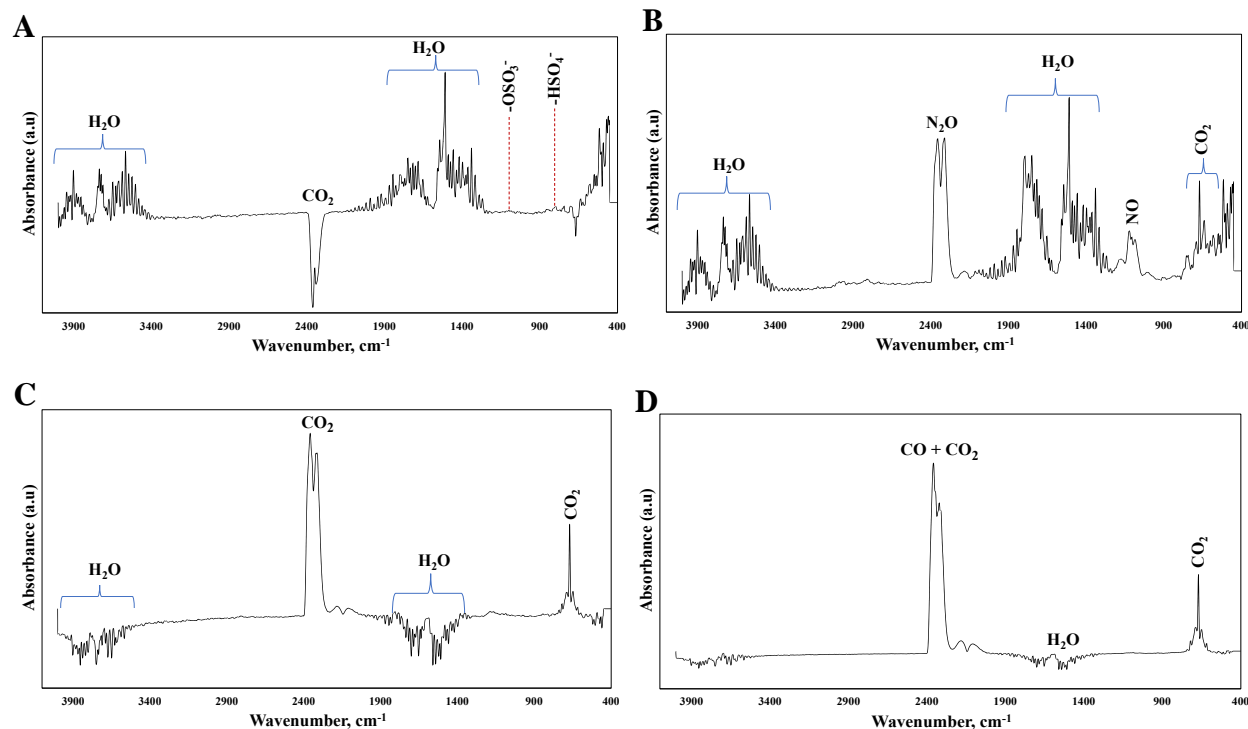 A
H₂O
H₂O
CO₂
-OSO₃⁻
-HSO₄⁻
Absorbance (a.u)
3900 3400 2400 1900 1400 900 400
Wavenumber, cm⁻¹
B
H₂O
N₂O
H₂O
NO
CO₂
Absorbance (a.u)
3900 3400 2900 2400 1900 1400 900 400
Wavenumber, cm⁻¹
C
H₂O
CO₂
H₂O
CO₂
Absorbance (a.u)
3900 3400 2900 2400 1900 1400 900 400
Wavenumber, cm⁻¹
D
CO + CO₂
H₂O
CO₂
Absorbance (a.u)
3900 3400 2900 2400 1900 1400 900 400
Wavenumber, cm⁻¹